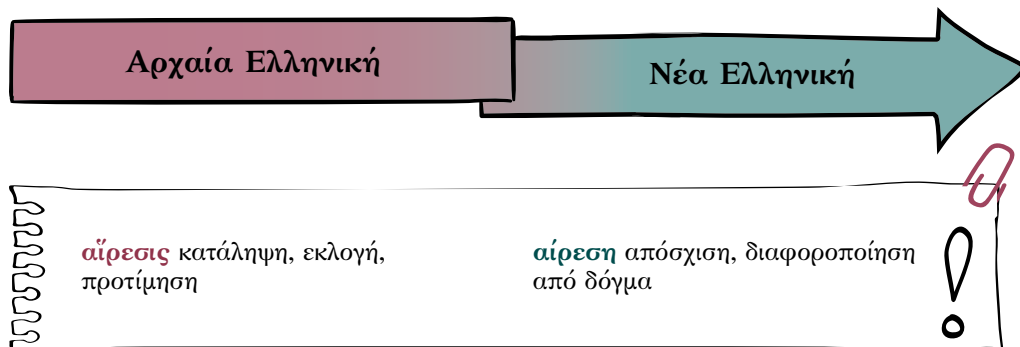 Αρχαία Ελληνική
Νέα Ελληνική
αἵρεσις κατάληψη, εκλογή,
προτίμηση
αίρεση απόσχιση, διαφοροποίηση
από δόγμα
!